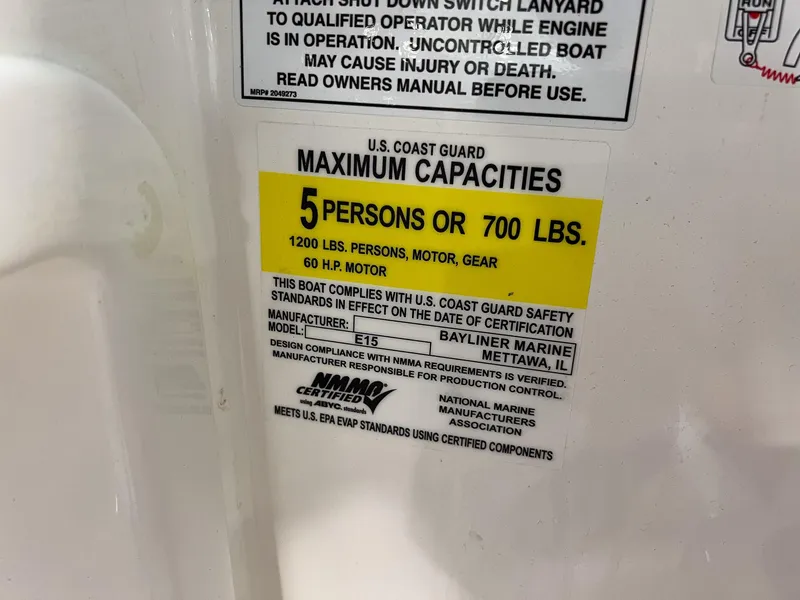 ATTACH SHUT DOWN SWITCH LANYARD
TO QUALIFIED OPERATOR WHILE ENGINE
IS IN OPERATION. UNCONTROLLED BOAT
MAY CAUSE INJURY OR DEATH.
READ OWNERS MANUAL BEFORE USE.
MRP# 2049273
RUN
OFF
U.S. COAST GUARD
MAXIMUM CAPACITIES
5 PERSONS OR 700 LBS.
1200 LBS. PERSONS, MOTOR, GEAR
60 H.P. MOTOR
THIS BOAT COMPLIES WITH U.S. COAST GUARD SAFETY
STANDARDS IN EFFECT ON THE DATE OF CERTIFICATION
MANUFACTURER: BAYLINER MARINE
METTAWA, IL
MODEL: E15
DESIGN COMPLIANCE WITH NMMA REQUIREMENTS IS VERIFIED.
MANUFACTURER RESPONSIBLE FOR PRODUCTION CONTROL.
NMMA®
CERTIFIED
using ABYC. standards
NATIONAL MARINE
MANUFACTURERS
ASSOCIATION
MEETS U.S. EPA EVAP STANDARDS USING CERTIFIED COMPONENTS